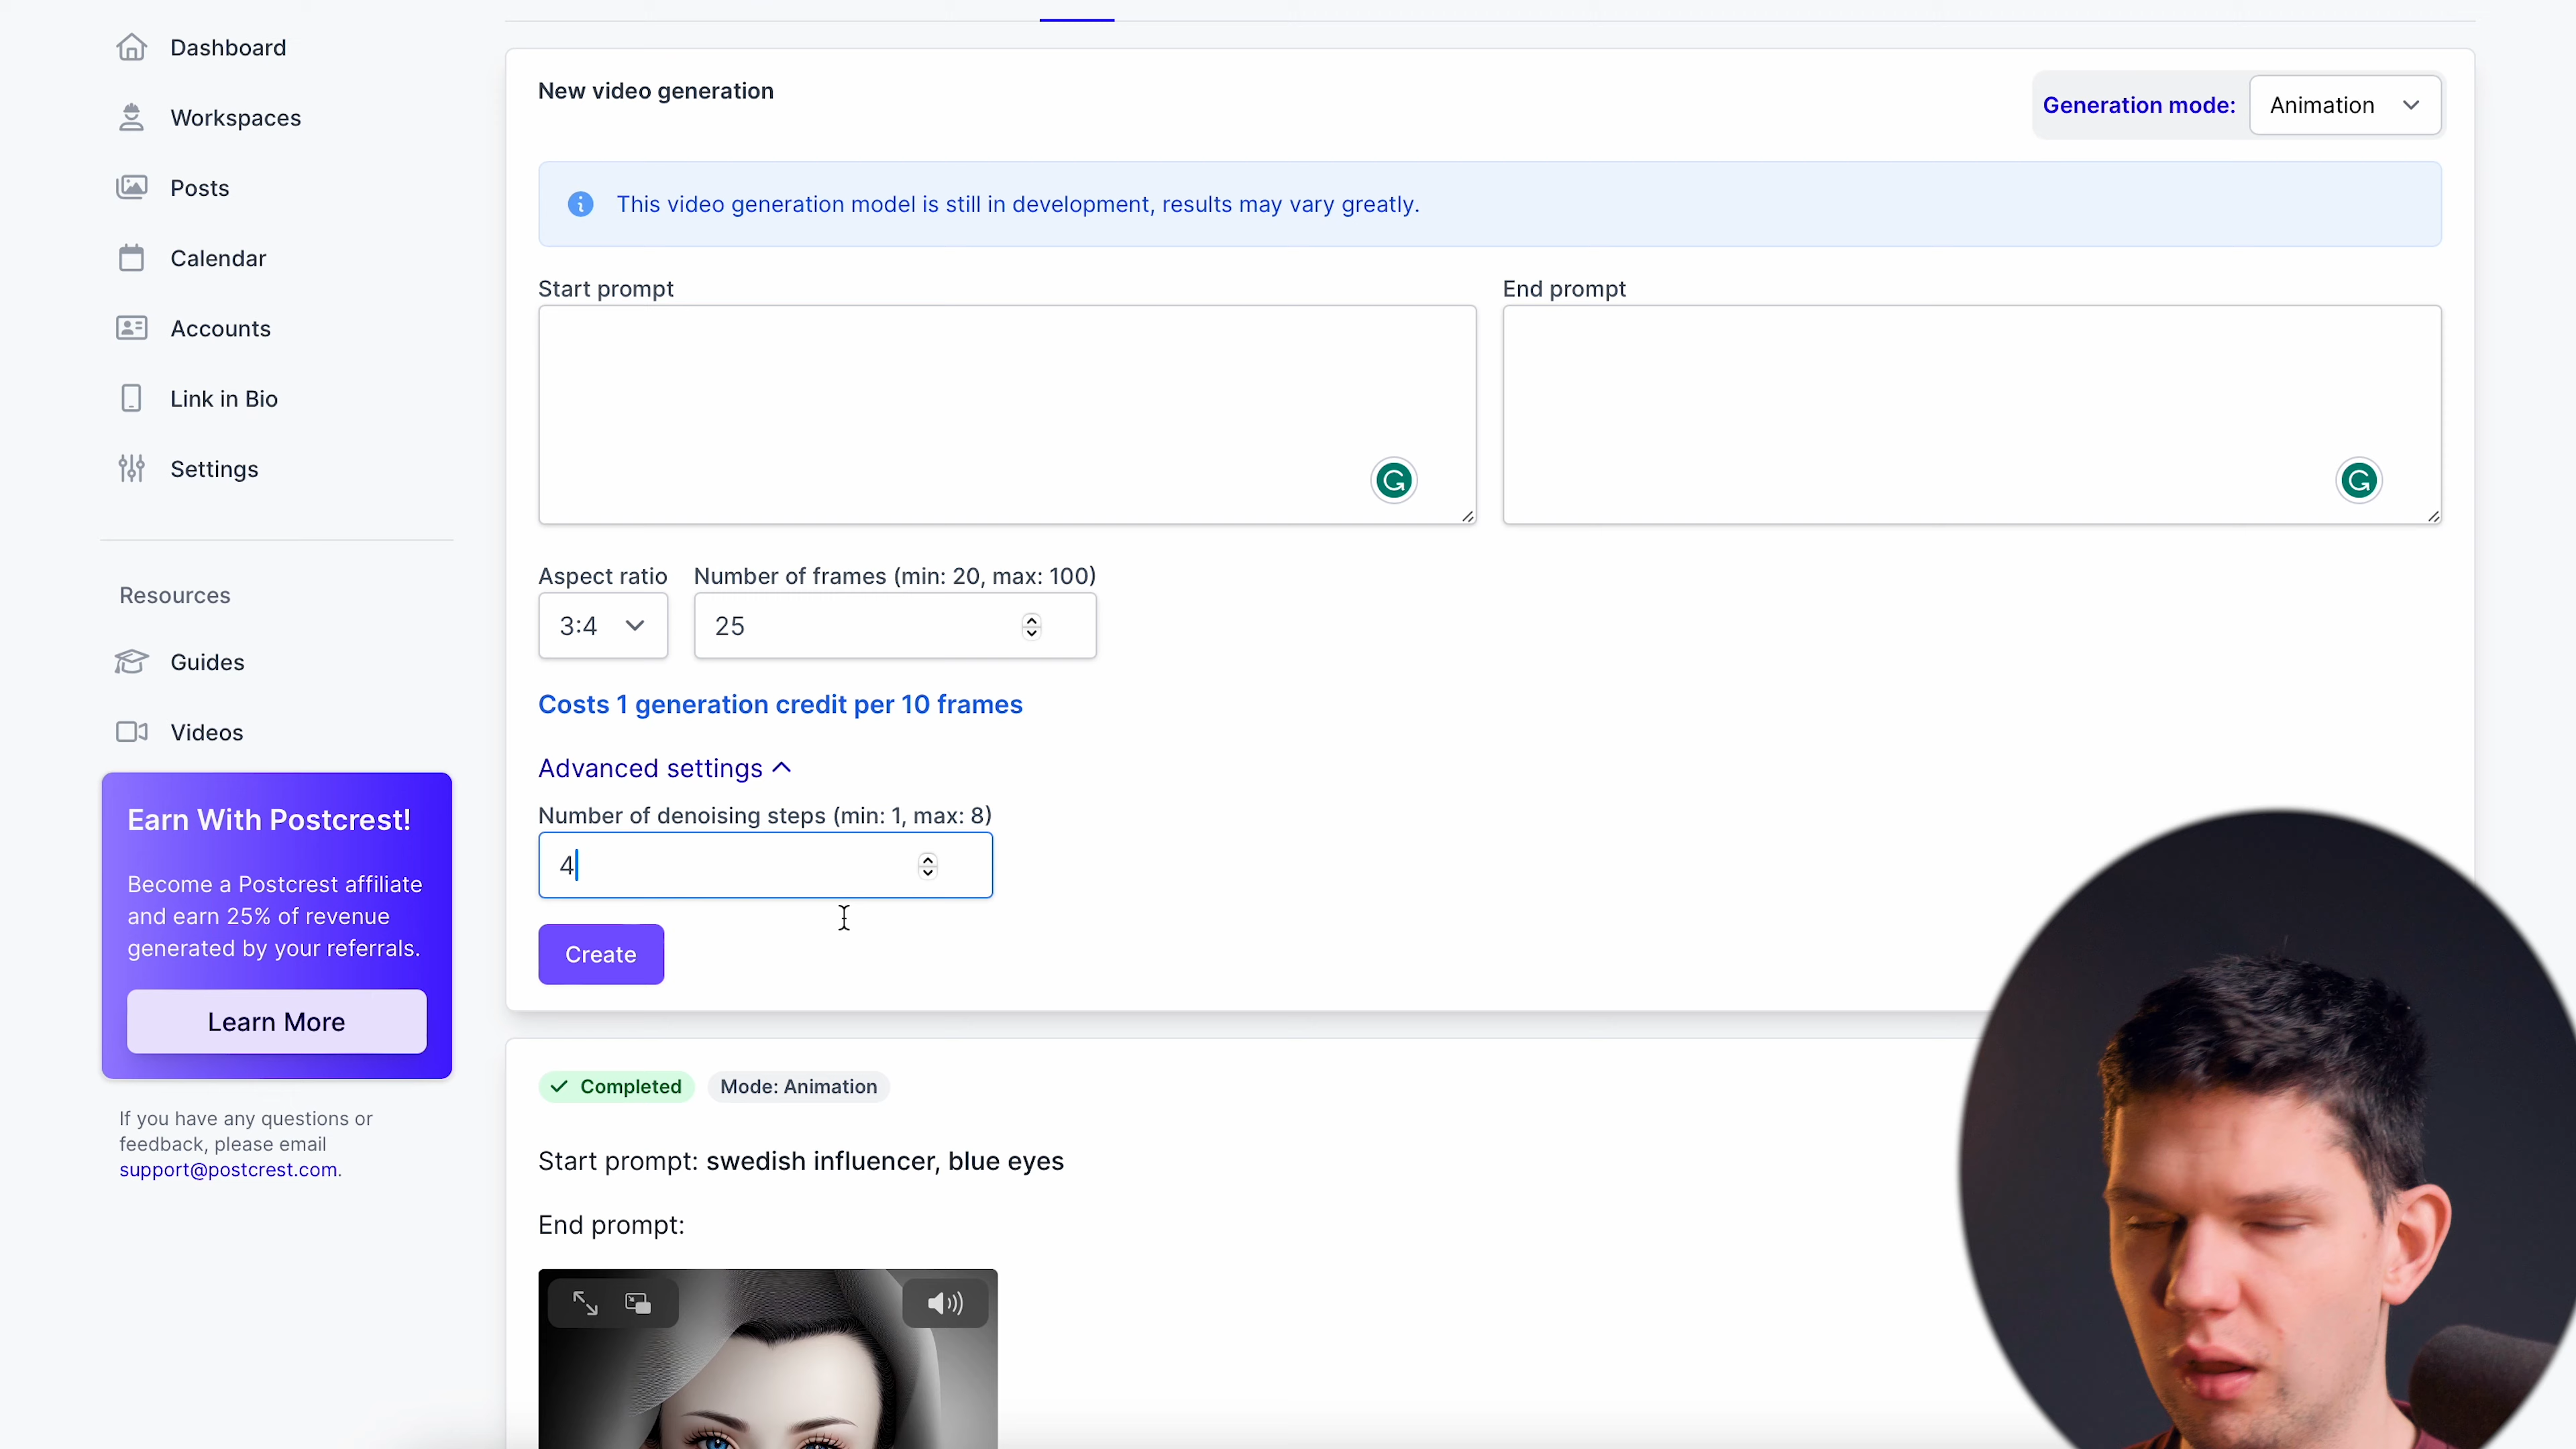 Dashboard
Workspaces
Posts
Calendar
Accounts
Link in Bio
Settings
Resources
Guides
Videos
Earn With Postcrest!
Become a Postcrest affiliate
and earn 25% of revenue
generated by your referrals.
Learn More
If you have any questions or
feedback, please email
support@postcrest.com.
New video generation
Generation mode:
Animation
This video generation model is still in development, results may vary greatly.
Start prompt
End prompt
Aspect ratio
Number of frames (min: 20, max: 100)
3:4
25
Costs 1 generation credit per 10 frames
Advanced settings
Number of denoising steps (min: 1, max: 8)
4
Create
Completed
Mode: Animation
Start prompt: swedish influencer, blue eyes
End prompt: